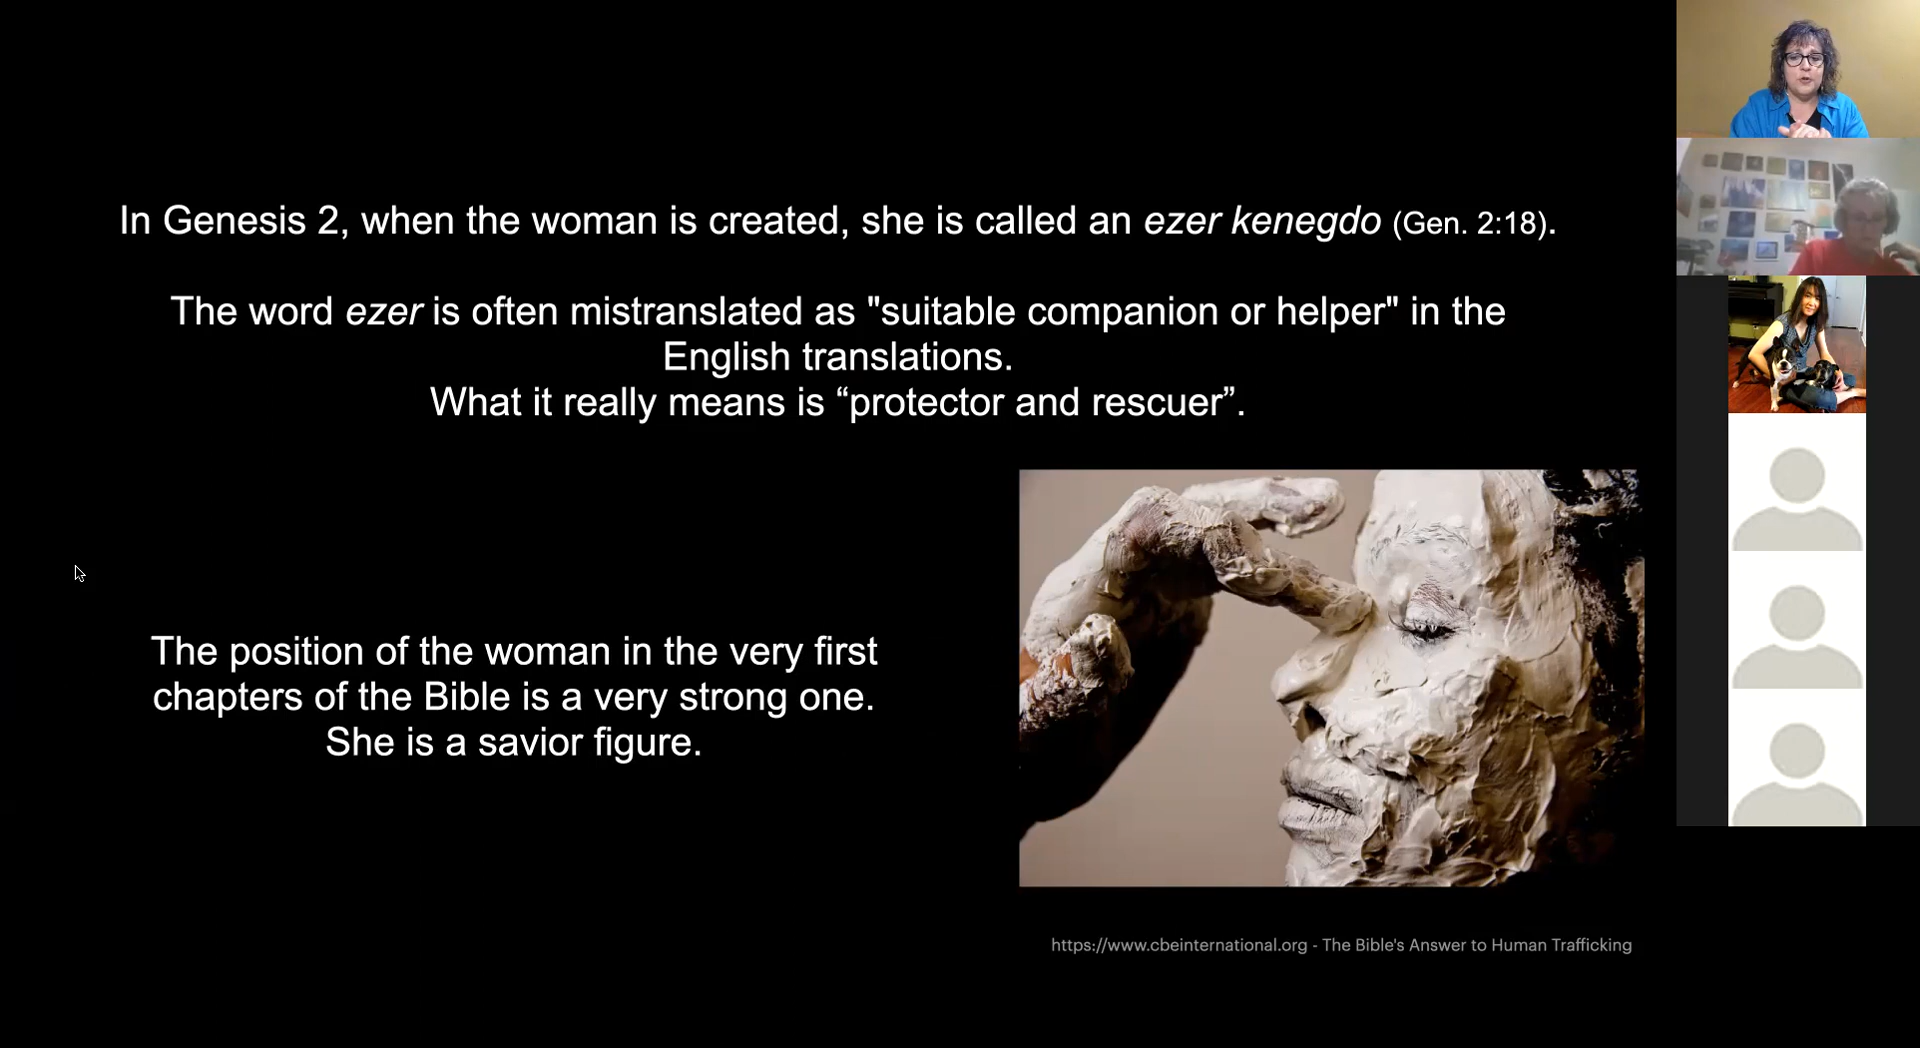 In Genesis 2, when the woman is created, she is called an ezer kenegdo (Gen. 2:18).
The word ezer is often mistranslated as "suitable companion or helper" in the
English translations.
What it really means is “protector and rescuer”.
The position of the woman in the very first
chapters of the Bible is a very strong one.
She is a savior figure.
https://www.cbeinternational.org - The Bible's Answer to Human Trafficking